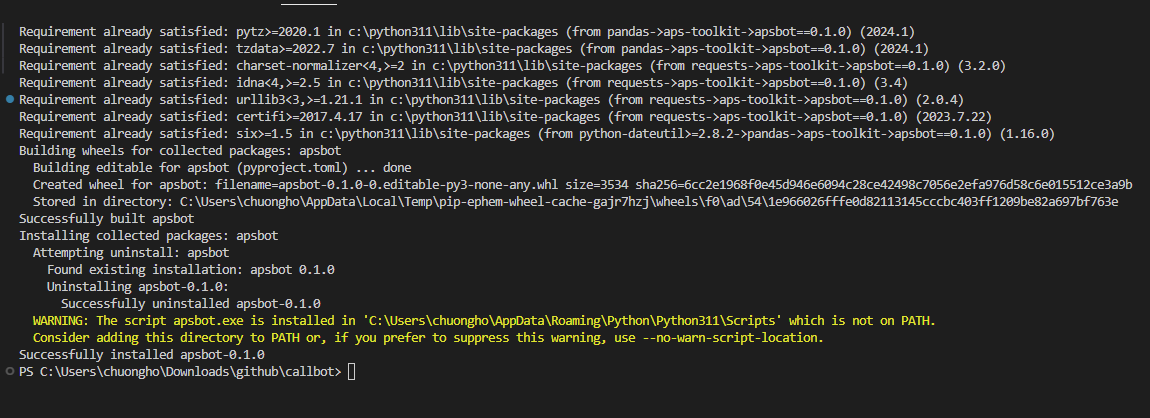 Requirement already satisfied: pytz>=2020.1 in c:\python311\lib\site-packages (from pandas->aps-toolkit->apsbot==0.1.0) (2024.1)
Requirement already satisfied: tzdata>=2022.7 in c:\python311\lib\site-packages (from pandas->aps-toolkit->apsbot==0.1.0) (2024.1)
Requirement already satisfied: charset-normalizer<4,>=2 in c:\python311\lib\site-packages (from requests->aps-toolkit->apsbot==0.1.0) (3.2.0)
Requirement already satisfied: idna<4,>=2.5 in c:\python311\lib\site-packages (from requests->aps-toolkit->apsbot==0.1.0) (3.4)
Requirement already satisfied: urllib3<3,>=1.21.1 in c:\python311\lib\site-packages (from requests->aps-toolkit->apsbot==0.1.0) (2.0.4)
Requirement already satisfied: certifi>=2017.4.17 in c:\python311\lib\site-packages (from requests->aps-toolkit->apsbot==0.1.0) (2023.7.22)
Requirement already satisfied: six>=1.5 in c:\python311\lib\site-packages (from python-dateutil>=2.8.2->pandas->aps-toolkit->apsbot==0.1.0) (1.16.0)
Building wheels for collected packages: apsbot
Building editable for apsbot (pyproject.toml) ... done
Created wheel for apsbot: filename=apsbot-0.1.0-0.editable-py3-none-any.whl size=3534 sha256=6cc2e1968f0e45d946e6094c28ce42498c7056e2efa976d58c6e015512ce3a9b
Stored in directory: C:\Users\chuongho\AppData\Local\Temp\pip-ephem-wheel-cache-gajr7hzj\wheels\f0\ad\54\1e966026fffe0d82113145cccbc403ff1209be82a697bf763e
Successfully built apsbot
Installing collected packages: apsbot
Attempting uninstall: apsbot
Found existing installation: apsbot 0.1.0
Uninstalling apsbot-0.1.0:
Successfully uninstalled apsbot-0.1.0
WARNING: The script apsbot.exe is installed in 'C:\Users\chuongho\AppData\Roaming\Python\Python311\Scripts' which is not on PATH.
Consider adding this directory to PATH or, if you prefer to suppress this warning, use --no-warn-script-location.
Successfully installed apsbot-0.1.0
PS C:\Users\chuongho\Downloads\github\callbot>